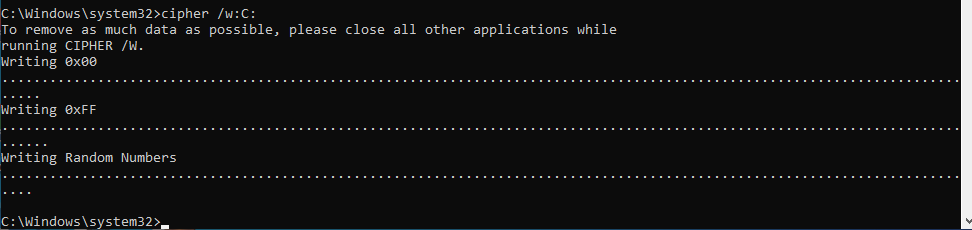 C:\Windows\system32>cipher /w:C:
To remove as much data as possible, please close all other applications while
running CIPHER /W.
Writing 0x00
........................................................................................................................
.....
Writing 0xFF
........................................................................................................................
......
Writing Random Numbers
........................................................................................................................
....
C:\Windows\system32>